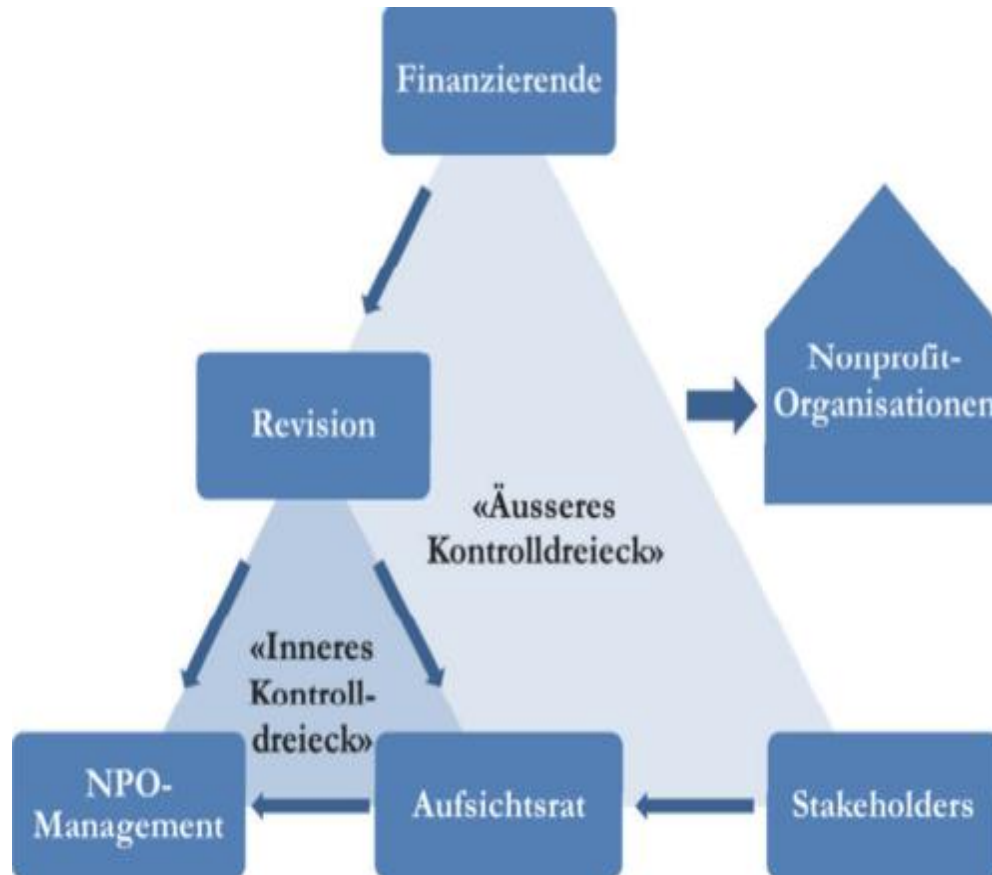 Finanzierende
Nonprofit-
Organisationen
Revision
«Äusseres
Kontrolldreieck»
«Inneres
Kontroll-
dreieck»
NPO-
Management
Aufsichtsrat
Stakeholders